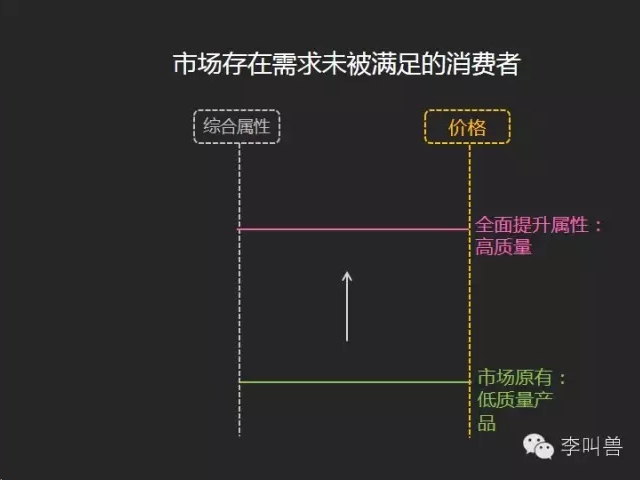 市场存在需求未被满足的消费者
综合属性
价格
全面提升属性：
高质量
市场原有：
低质量产
品
李叫兽